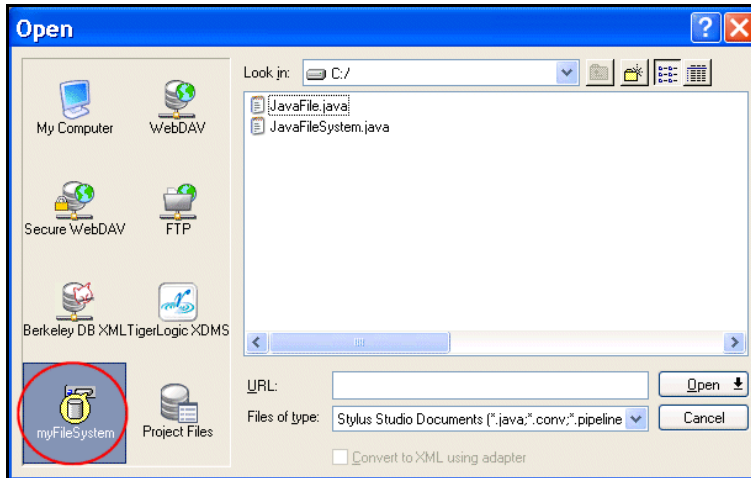 Open
Look in: C:/
My Computer
WebDAV
Secure WebDAV
FTP
Berkeley DB XML
TigerLogic XDMS
myFileSystem
Project Files
JavaFile.java
JavaFileSystem.java
URL:
Open
Files of type: Stylus Studio Documents (*.java;*.conv;*.pipeline
Cancel
Convert to XML using adapter